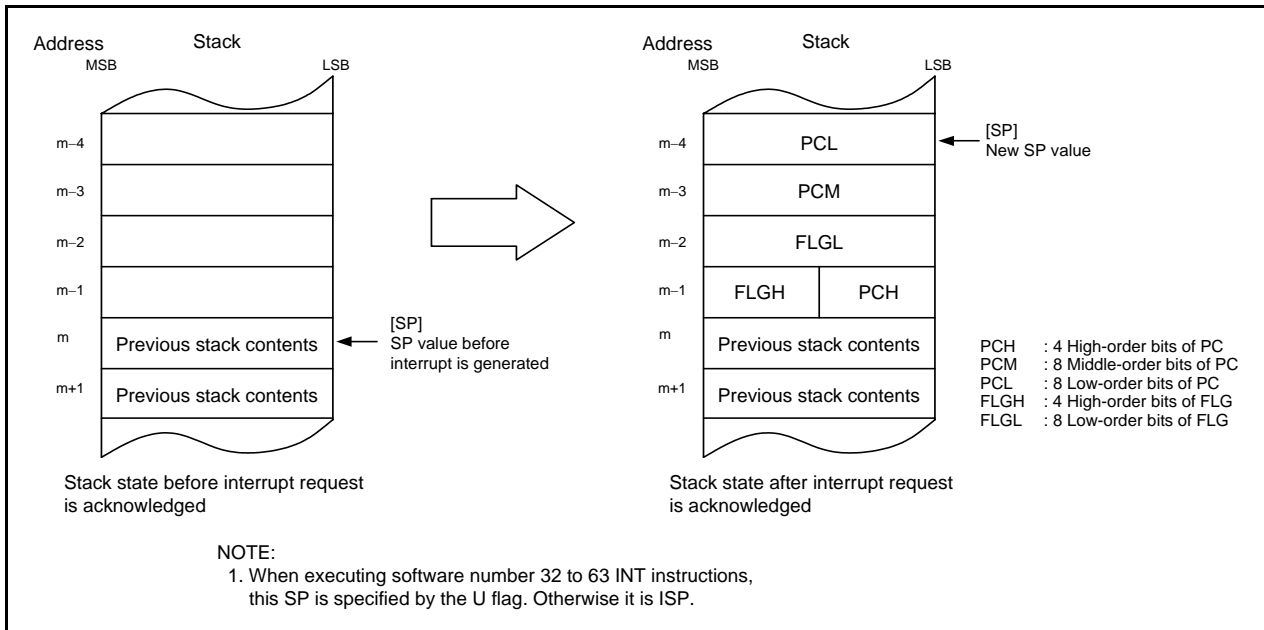 Address Stack
MSB LSB
m−4
m−3
m−2
m−1
m Previous stack contents
m+1 Previous stack contents
[SP]
SP value before
interrupt is generated
Stack state before interrupt request
is acknowledged
Stack
Address
MSB LSB
m−4 PCL
m−3 PCM
m−2 FLGL
m−1 FLGH PCH
m Previous stack contents
m+1 Previous stack contents
[SP]
New SP value
PCH : 4 High-order bits of PC
PCM : 8 Middle-order bits of PC
PCL : 8 Low-order bits of PC
FLGH : 4 High-order bits of FLG
FLGL : 8 Low-order bits of FLG
Stack state after interrupt request
is acknowledged
NOTE:
1. When executing software number 32 to 63 INT instructions,
this SP is specified by the U flag. Otherwise it is ISP.